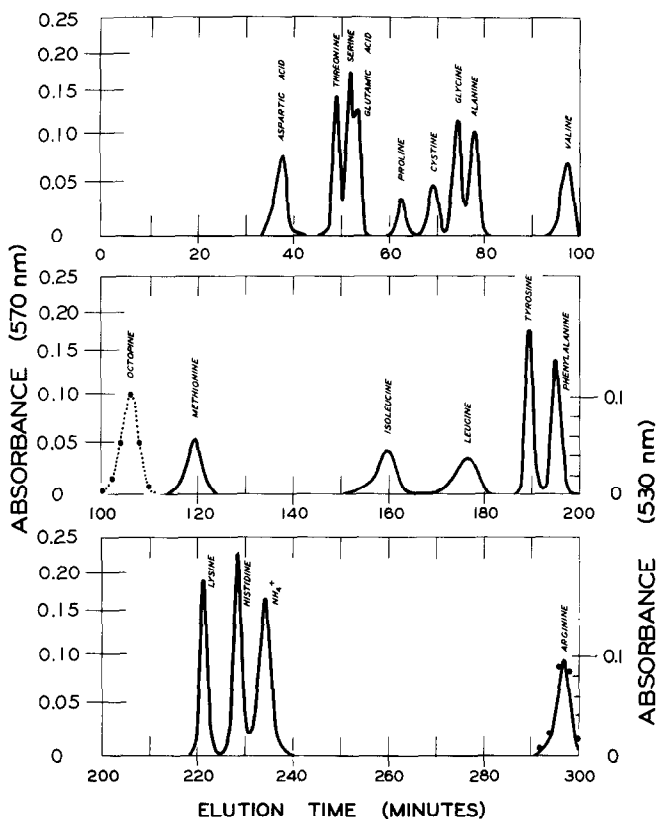 0.25
0.20
0.15
0.10
0.05
0
ASPARTIC ACID
THREONINE
SERINE
GLUTAMIC ACID
PROLINE
CYSTINE
GLYCINE
ALANINE
VALINE
0 20 40 60 80 100
ABSORBANCE (570 nm)
0.25
0.20
0.15
0.10
0.05
0
OCTOPINE
METHIONINE
ISOLEUCINE
LEUCINE
TYROSINE
PHENYLALANINE
0.1
0
100 120 140 160 180 200
ABSORBANCE (530 nm)
0.25
0.20
0.15
0.10
0.05
0
LYSINE
HISTIDINE
NH4+
ARGININE
0.1
0
200 220 240 260 280 300
ELUTION TIME (MINUTES)